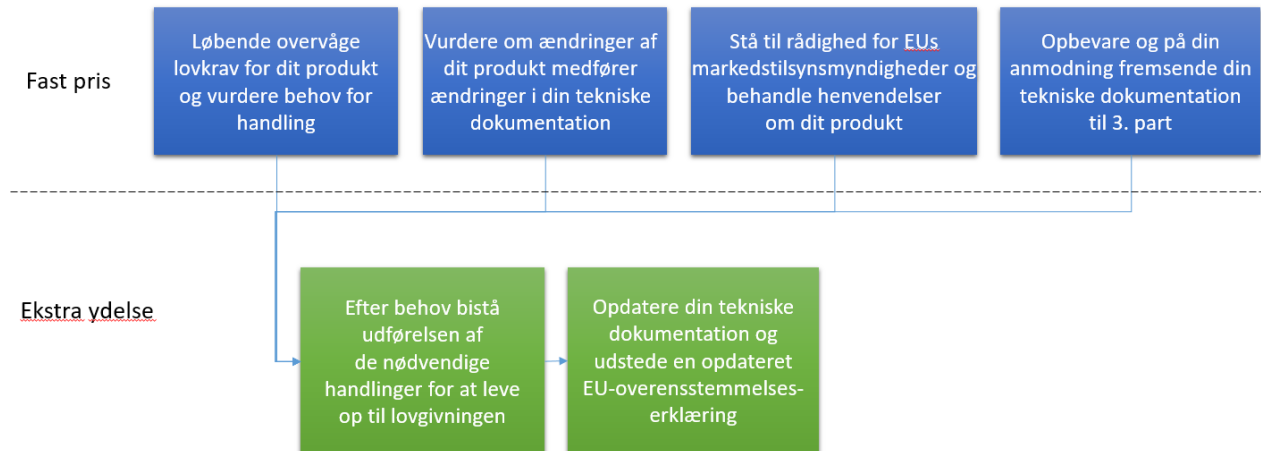 Fast pris
Løbende overvåge
lovkrav for dit produkt
og vurdere behov for
handling
Vurdere om ændringer af
dit produkt medfører
ændringer i din tekniske
dokumentation
Stå til rådighed for EUs
markedstilsynsmyndigheder og
behandle henvendelser
om dit produkt
Opbevare og på din
anmodning fremsende din
tekniske dokumentation
til 3. part
Ekstra ydelse
Efter behov bistå
udførelsen af
de nødvendige
handlinger for at leve
op til lovgivningen
Opdatere din tekniske
dokumentation og
udstede en opdateret
EU-overensstemmelses-
erklæring